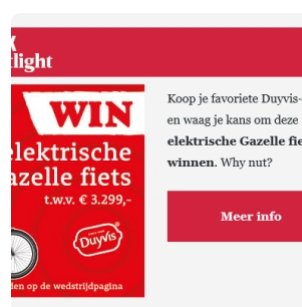 light
WIN
elektrische
azelle fiets
t.w.v. € 3.299,-
Duyvis
en op de wedstrijdpagina
Koop je favoriete Duyvis-
en waag je kans om deze
elektrische Gazelle fie
winnen. Why nut?
Meer info